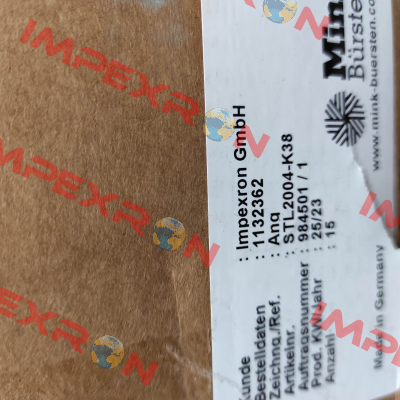 Mink
Bürsten
www.mink-buersten.com
Kunde : Impexron GmbH
Bestelldaten : 1132362
Zeichng./Ref. : Ang
Artikelnr. : STL2004-K38
Auftragsnummer : 984501 / 1
Prod. KW/Jahr : 25/23
Anzahl : 15
Made in Germany
IMPEXRON
IMPEXRON
IMPEXRON
IMPEXRON
IMPEXRON